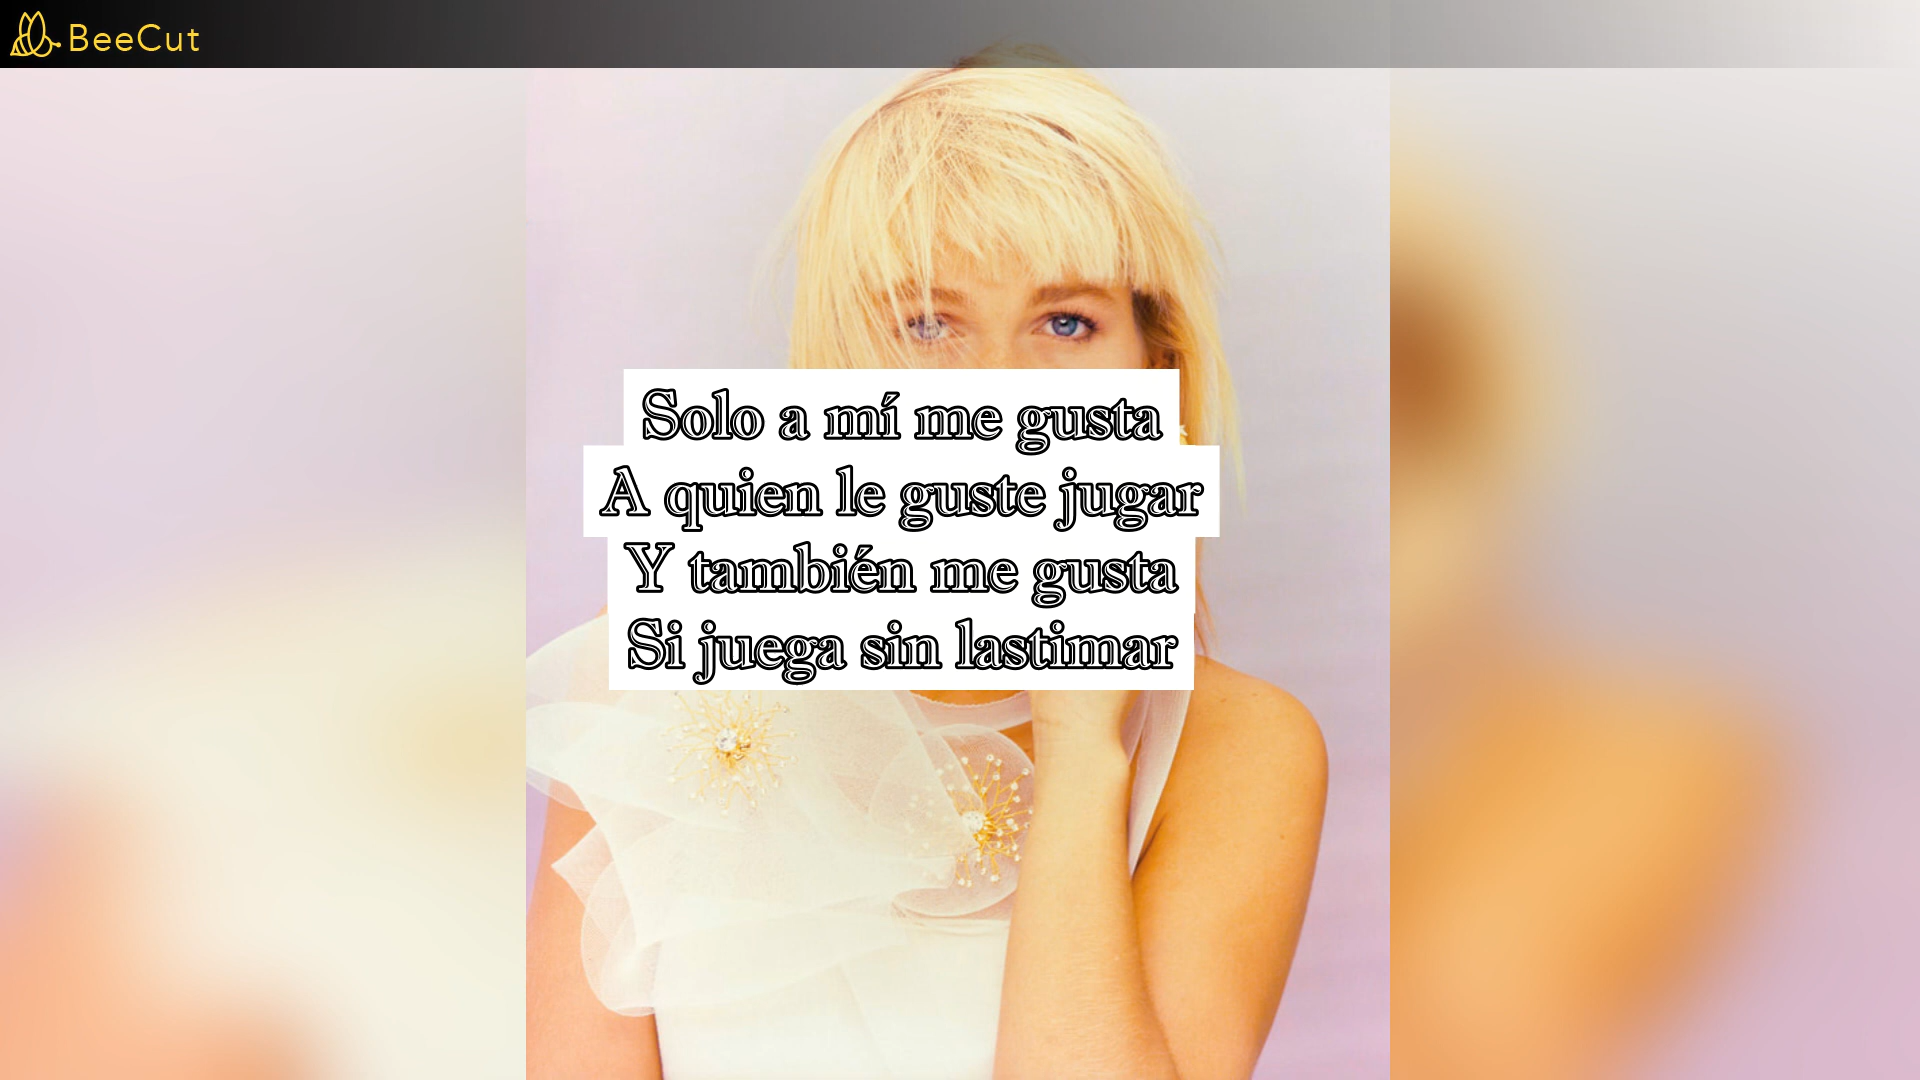 BeeCut
Solo a mí me gusta
A quien le guste jugar
Y también me gusta
Si juega sin lastimar